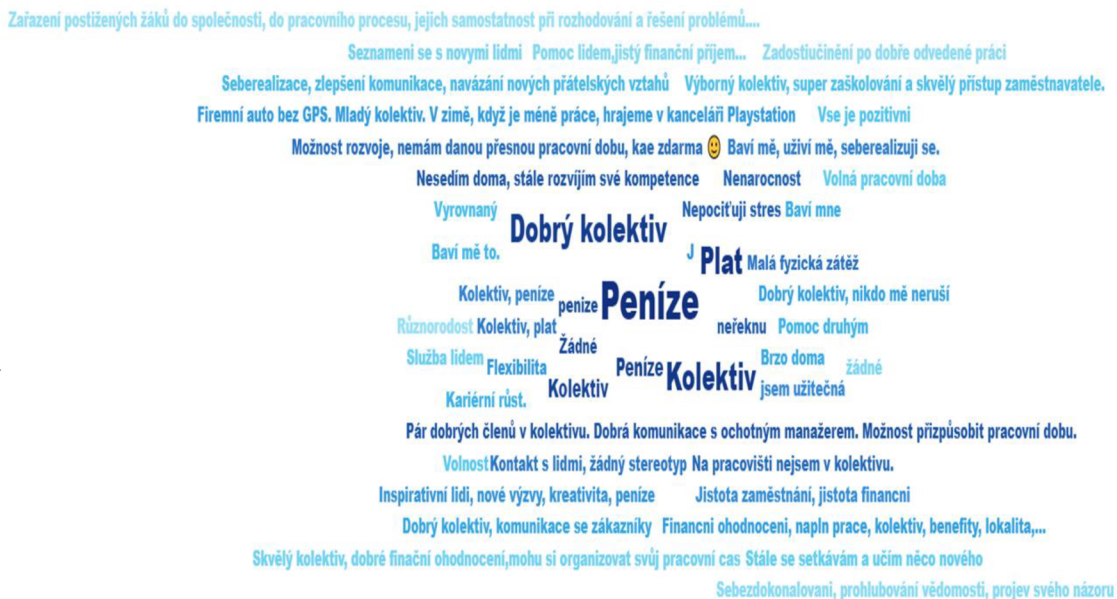 Zařazení postižených žáků do společnosti, do pracovního procesu, jejich samostatnost při rozhodování a řešení problémů....
Seznameni se s novymi lidmi Pomoc lidem,jistý finanční příjem... Zadostiučinění po dobře odvedené práci
Seberealizace, zlepšení komunikace, navázání nových přátelských vztahů Výborný kolektiv, super zaškolování a skvělý přístup zaměstnavatele.
Firemní auto bez GPS. Mladý kolektiv. V zimě, když je méně práce, hrajeme v kanceláři Playstation Vse je pozitivni
Možnost rozvoje, nemám danou přesnou pracovní dobu, kae zdarma 🙂 Baví mě, uživí mě, seberealizuji se.
Nesedím doma, stále rozvíjím své kompetence Nenarocnost Volná pracovní doba
Vyrovnaný Dobrý kolektiv Nepociťuji stres Baví mne
Baví mě to. J Plat Malá fyzická zátěž
Kolektiv, peníze penize Peníze Dobrý kolektiv, nikdo mě neruší
Různorodost Kolektiv, plat neřeknu Pomoc druhým
Žádné
Služba lidem Flexibilita Peníze Kolektiv Brzo doma žádné
Kolektiv jsem užitečná
Kariérní růst.
Pár dobrých členů v kolektivu. Dobrá komunikace s ochotným manažerem. Možnost přizpůsobit pracovní dobu.
Volnost Kontakt s lidmi, žádný stereotyp Na pracovišti nejsem v kolektivu.
Inspirativní lidi, nové výzvy, kreativita, peníze Jistota zaměstnání, jistota financni
Dobrý kolektiv, komunikace se zákazníky Financni ohodnoceni, napln prace, kolektiv, benefity, lokalita,...
Skvělý kolektiv, dobré finační ohodnocení,mohu si organizovat svůj pracovní cas Stále se setkávám a učím něco nového
Sebezdokonalovani, prohlubování vědomosti, projev svého názoru